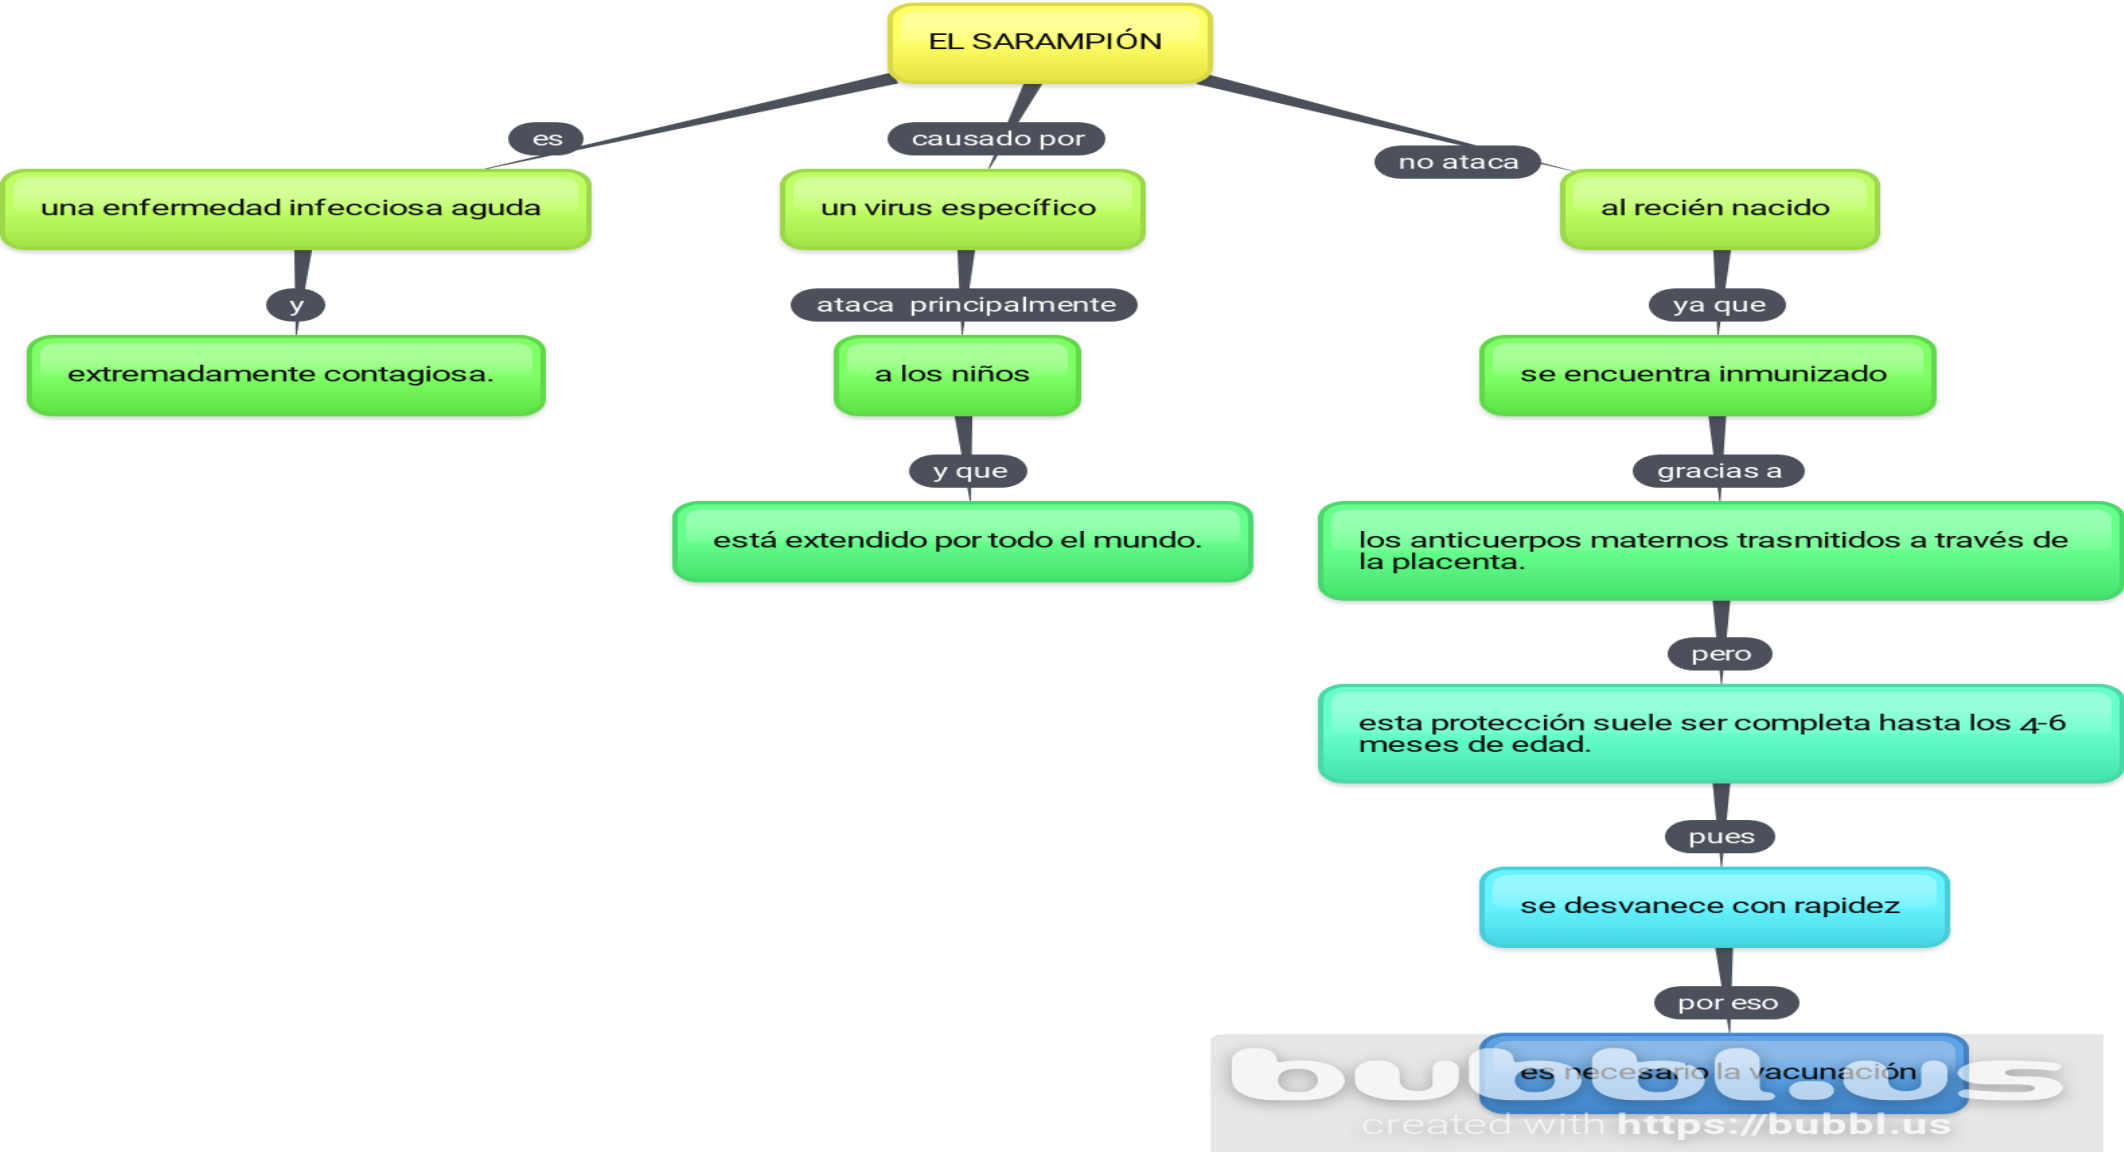 EL SARAMPIÓN
es
causado por
no ataca
una enfermedad infecciosa aguda
un virus específico
al recién nacido
y
ataca principalmente
ya que
extremadamente contagiosa.
a los niños
se encuentra inmunizado
y que
gracias a
está extendido por todo el mundo.
los anticuerpos maternos trasmitidos a través de
la placenta.
pero
esta protección suele ser completa hasta los 4-6
meses de edad.
pues
se desvanece con rapidez
por eso
es necesario la vacunación
bubbl.us
created with https://bubbl.us